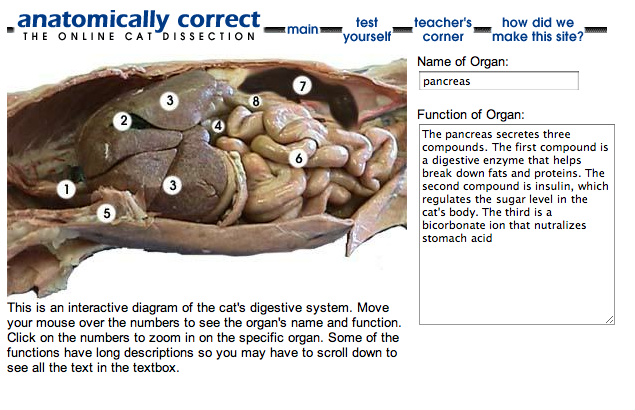 anatomically correct
THE ONLINE CAT DISSECTION
main
test
yourself
teacher's
corner
how did we
make this site?
Name of Organ:
pancreas
Function of Organ:
The pancreas secretes three
compounds. The first compound is
a digestive enzyme that helps
break down fats and proteins. The
second compound is insulin, which
regulates the sugar level in the
cat's body. The third is a
bicorbonate ion that nutralizes
stomach acid
3
7
8
2
4
6
1
3
5
This is an interactive diagram of the cat's digestive system. Move
your mouse over the numbers to see the organ's name and function.
Click on the numbers to zoom in on the specific organ. Some of the
functions have long descriptions so you may have to scroll down to
see all the text in the textbox.